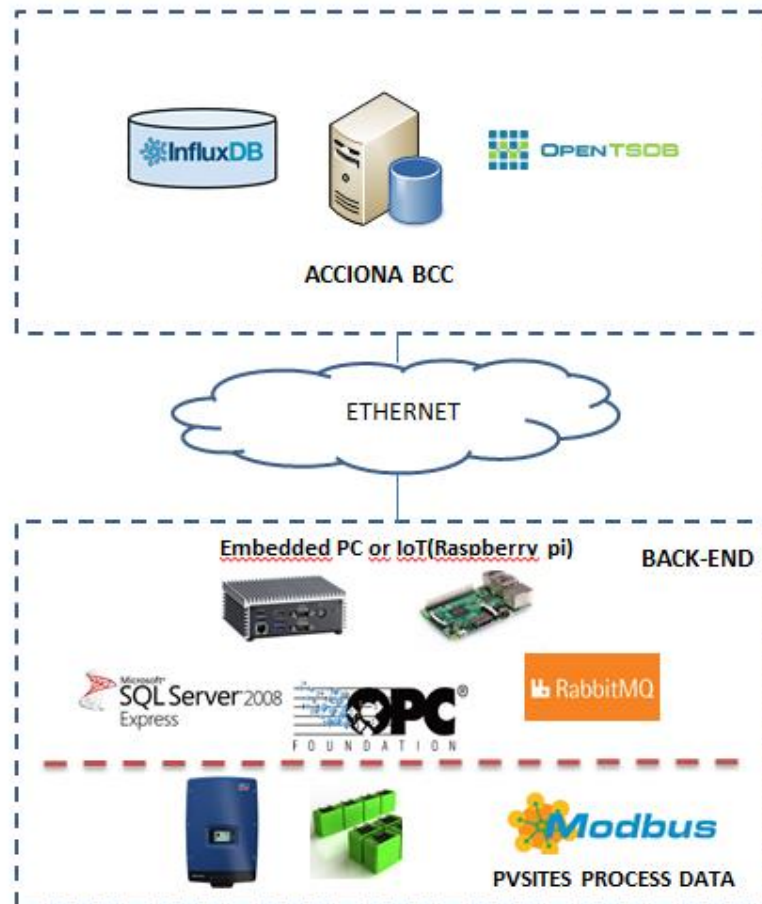 InfluxDB
OPENTSDB
ACCIONA BCC
ETHERNET
Embedded PC or IoT(Raspberry pi)
BACK-END
Microsoft®
SQL Server® 2008
Express
OPC®
FOUNDATION
RabbitMQ
Modbus
PVSITES PROCESS DATA